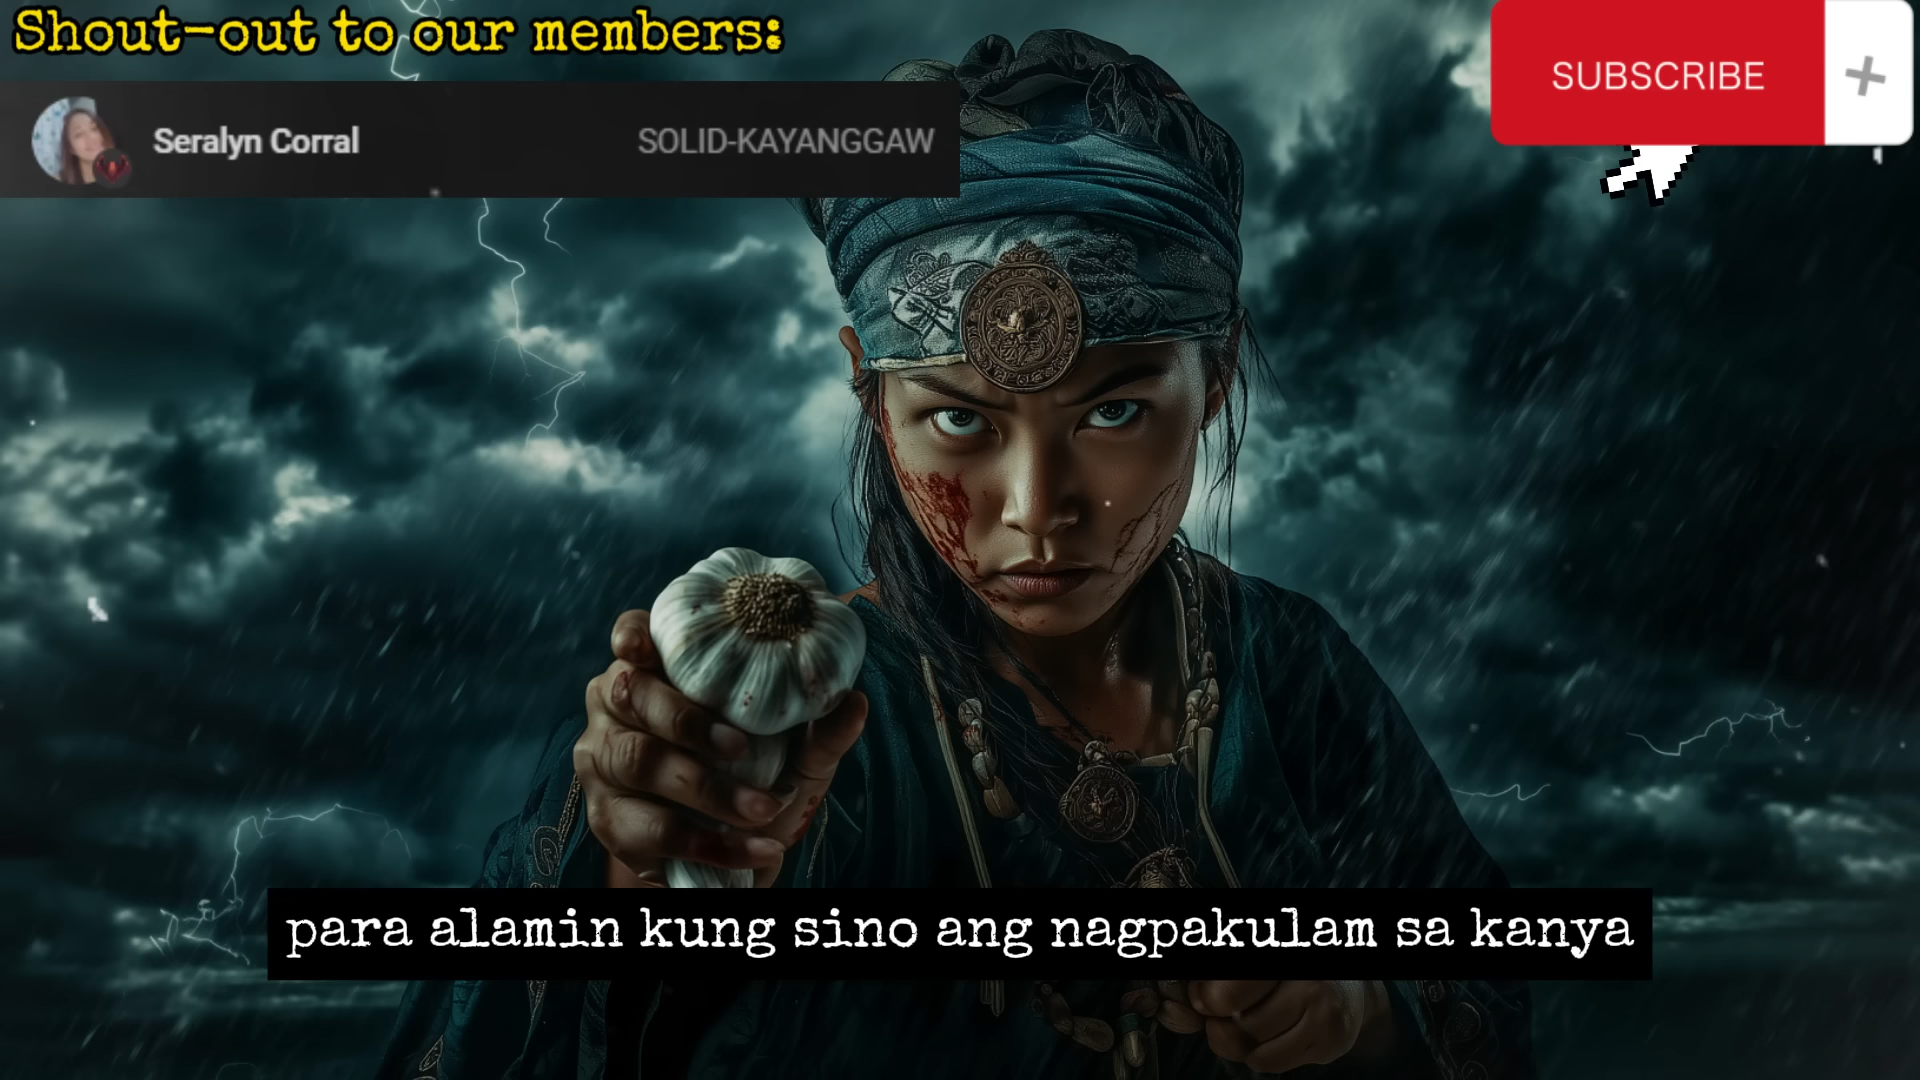 Shout-out to our members:
SUBSCRIBE
Seralyn Corral SOLID-KAYANGGAW
para alamin kung sino ang nagpakulam sa kanya